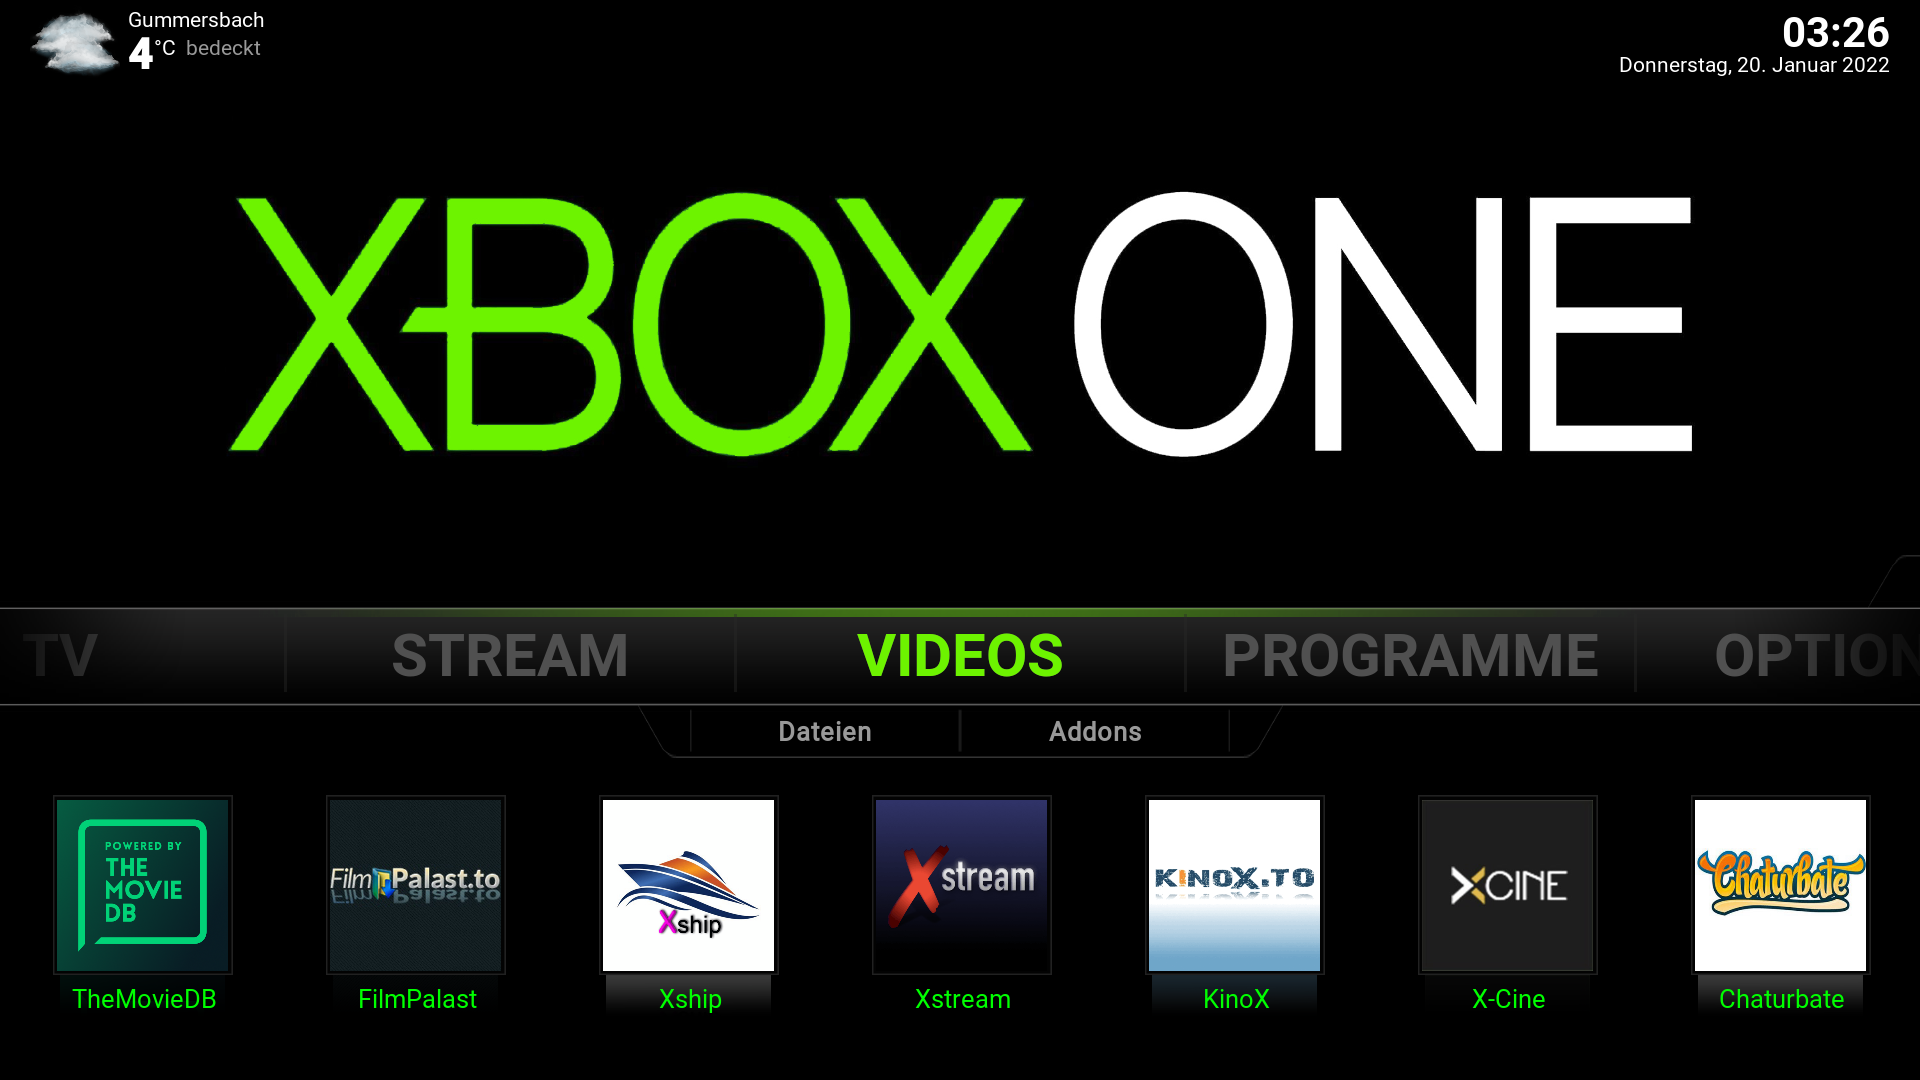 Gummersbach
4°C bedeckt
03:26
Donnerstag, 20. Januar 2022
XBOX ONE
TV STREAM VIDEOS PROGRAMME OPTION
Dateien Addons
POWERED BY
THE
MOVIE
DB
FilmPalast.to
Xship
Xstream
KINOX.TO
XCINE
Chaturbate
TheMovieDB FilmPalast Xship Xstream KinoX X-Cine Chaturbate